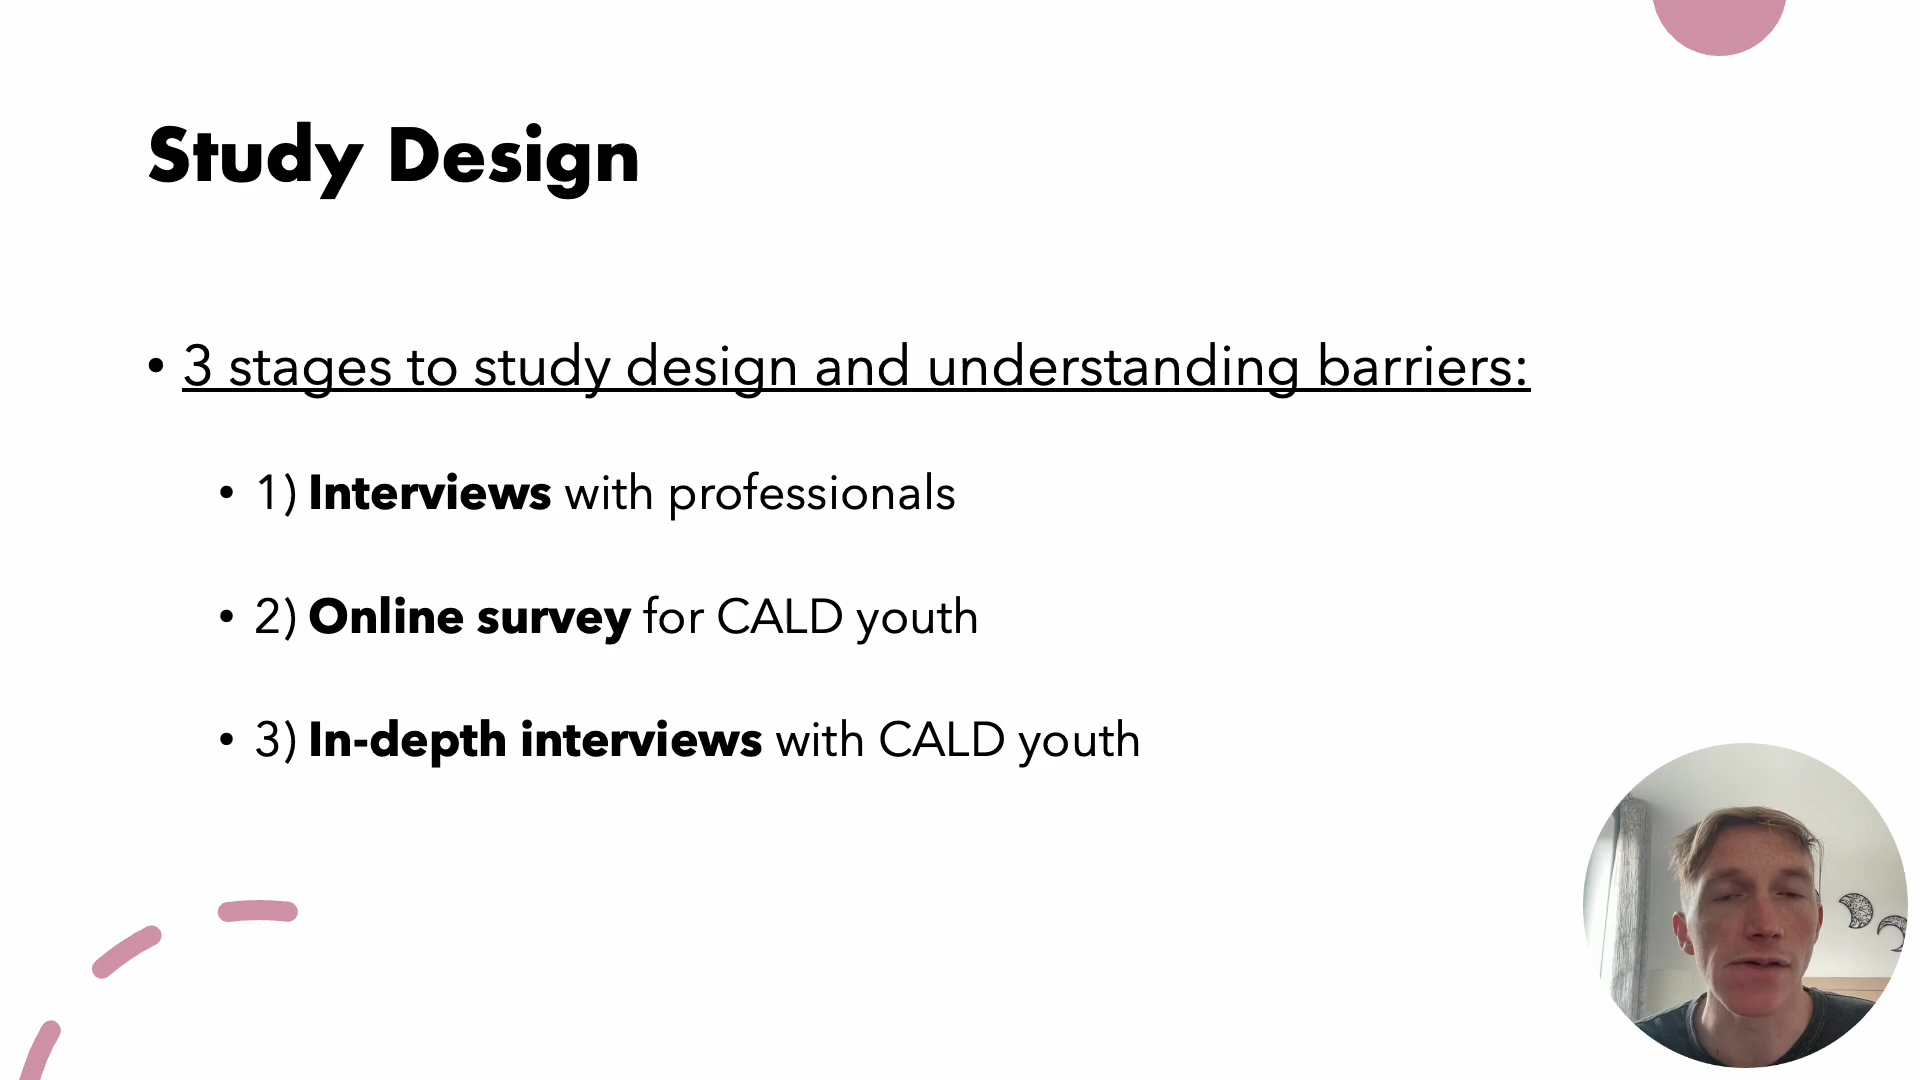 Study Design
• 3 stages to study design and understanding barriers:
• 1) Interviews with professionals
• 2) Online survey for CALD youth
• 3) In-depth interviews with CALD youth